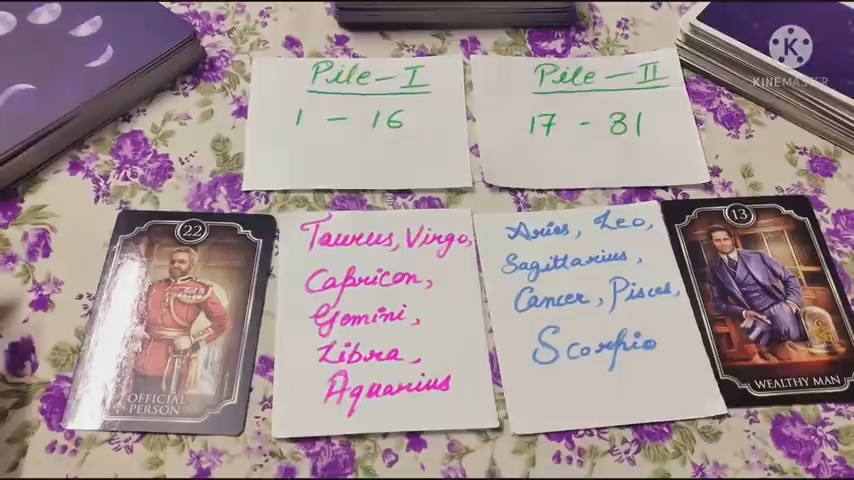 KINEMASTER
Pile-I
1 - 16
Pile-II
17 - 31
22
OFFICIAL
PERSON
Taurus, Virgo,
Capricon,
Gemini,
Libra,
Aquarius
Aries, Leo,
Sagittarius,
Cancer, Pisces,
Scorpio
13
WEALTHY MAN